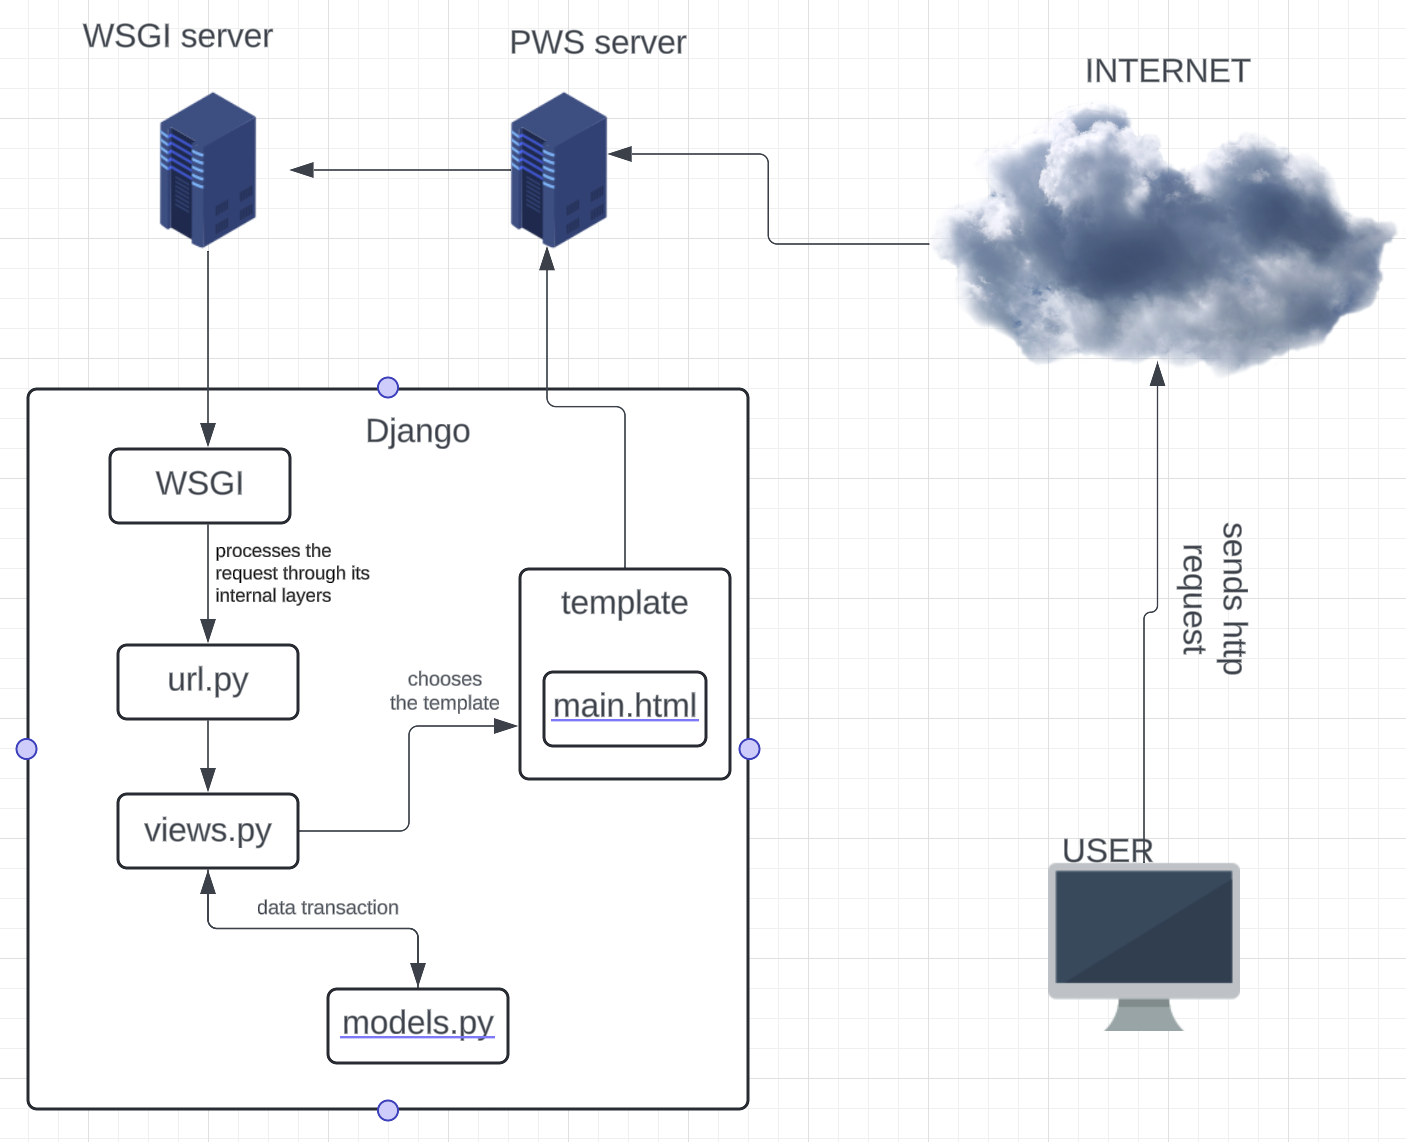 WSGI server
PWS server
INTERNET
Django
WSGI
processes the
request through its
internal layers
url.py
chooses
the template
template
main.html
views.py
data transaction
models.py
sends http
request
USER